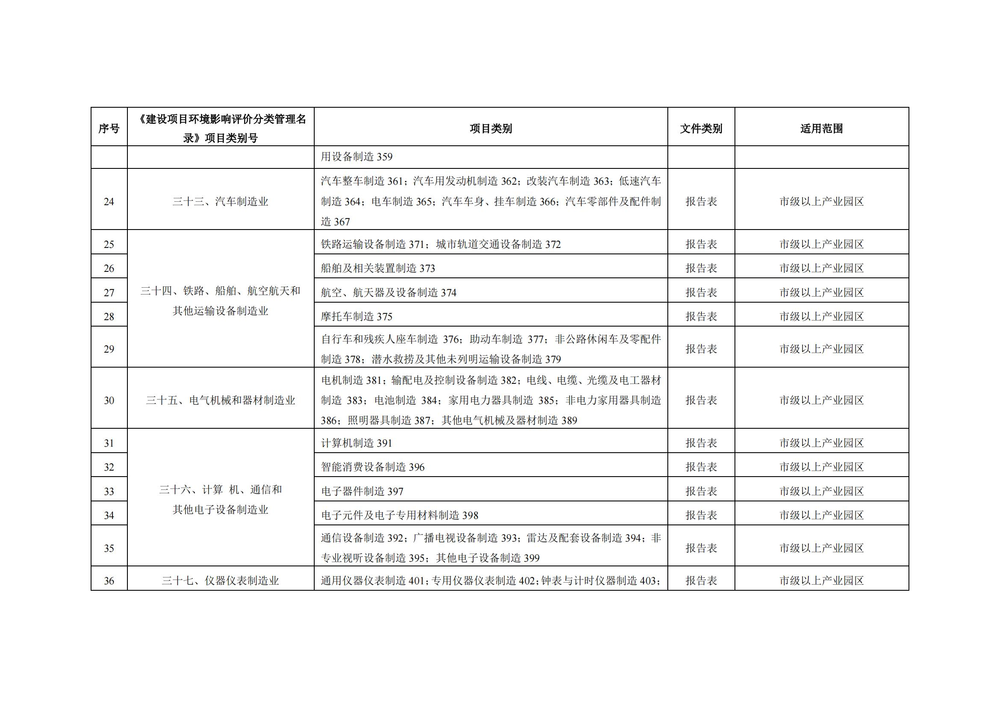 序号 《建设项目环境影响评价分类管理名录》项目类别号 项目类别 文件类别 适用范围
用设备制造 359
24 三十三、汽车制造业 汽车整车制造 361；汽车用发动机制造 362；改装汽车制造 363；低速汽车
制造 364；电车制造 365；汽车车身、挂车制造 366；汽车零部件及配件制
造 367 报告表 市级以上产业园区
25 三十四、铁路、船舶、航空航天和
其他运输设备制造业 铁路运输设备制造 371；城市轨道交通设备制造 372 报告表 市级以上产业园区
26 船舶及相关装置制造 373 报告表 市级以上产业园区
27 航空、航天器及设备制造 374 报告表 市级以上产业园区
28 摩托车制造 375 报告表 市级以上产业园区
29 自行车和残疾人座车制造 376；助动车制造 377；非公路休闲车及零配件
制造 378；潜水救捞及其他未列明运输设备制造 379 报告表 市级以上产业园区
30 三十五、电气机械和器材制造业 电机制造 381；输配电及控制设备制造 382；电线、电缆、光缆及电工器材
制造 383；电池制造 384；家用电力器具制造 385；非电力家用器具制造
386；照明器具制造 387；其他电气机械及器材制造 389 报告表 市级以上产业园区
31 三十六、计算 机、通信和
其他电子设备制造业 计算机制造 391 报告表 市级以上产业园区
32 智能消费设备制造 396 报告表 市级以上产业园区
33 电子器件制造 397 报告表 市级以上产业园区
34 电子元件及电子专用材料制造 398 报告表 市级以上产业园区
35 通信设备制造 392；广播电视设备制造 393；雷达及配套设备制造 394；非
专业视听设备制造 395；其他电子设备制造 399 报告表 市级以上产业园区
36 三十七、仪器仪表制造业 通用仪器仪表制造 401；专用仪器仪表制造 402；钟表与计时仪器制造 403； 报告表 市级以上产业园区